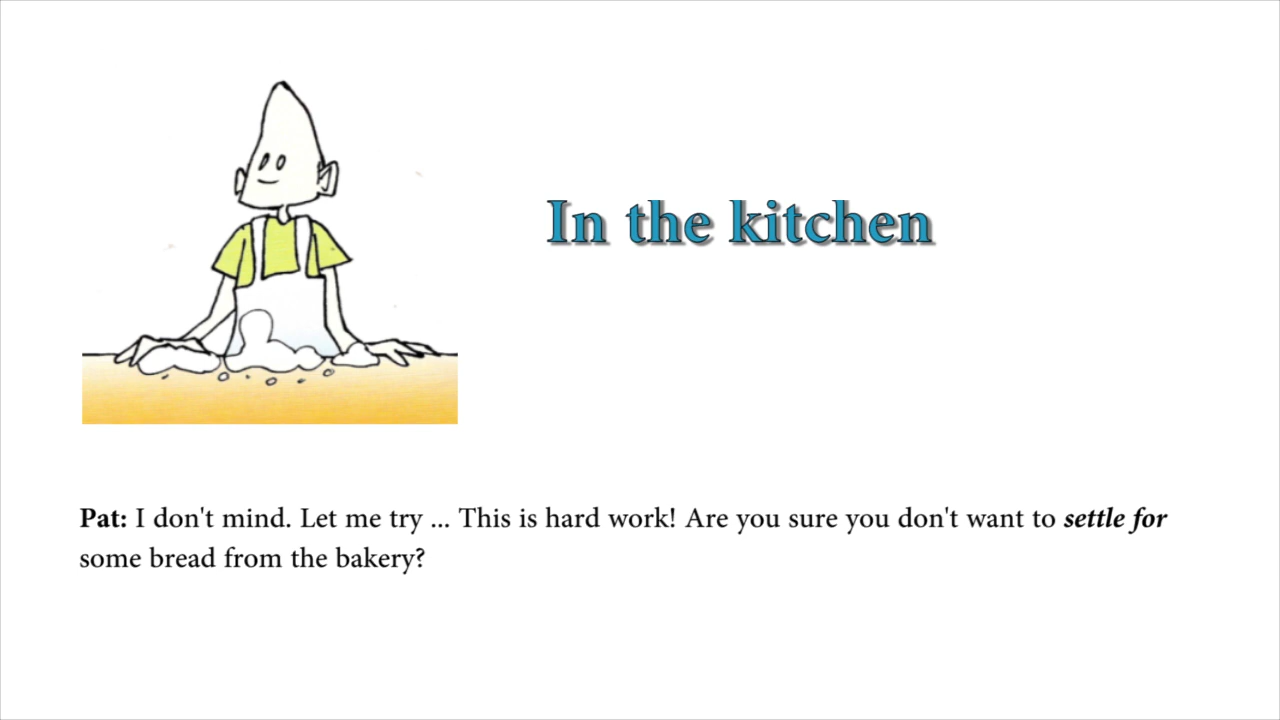 In the kitchen
Pat: I don't mind. Let me try ... This is hard work! Are you sure you don't want to settle for
some bread from the bakery?